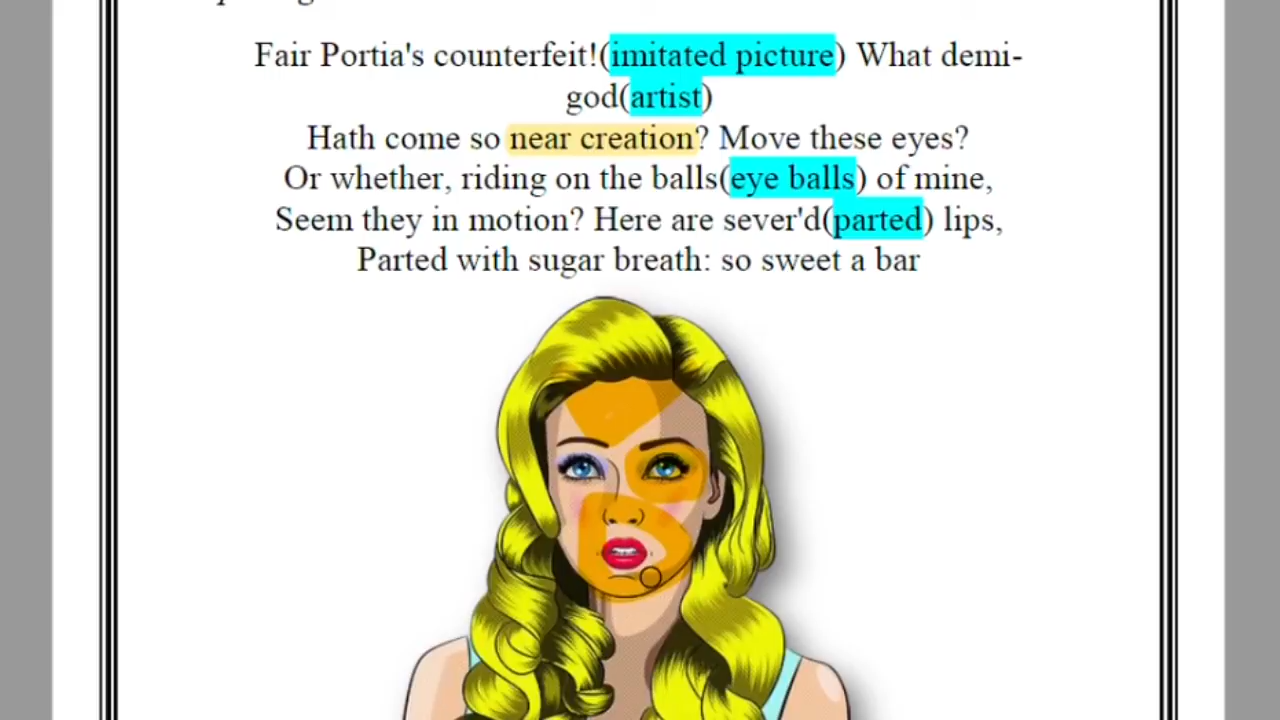 Fair Portia's counterfeit!(imitated picture) What demi-
god(artist)
Hath come so near creation? Move these eyes?
Or whether, riding on the balls(eye balls) of mine,
Seem they in motion? Here are sever'd(parted) lips,
Parted with sugar breath: so sweet a bar